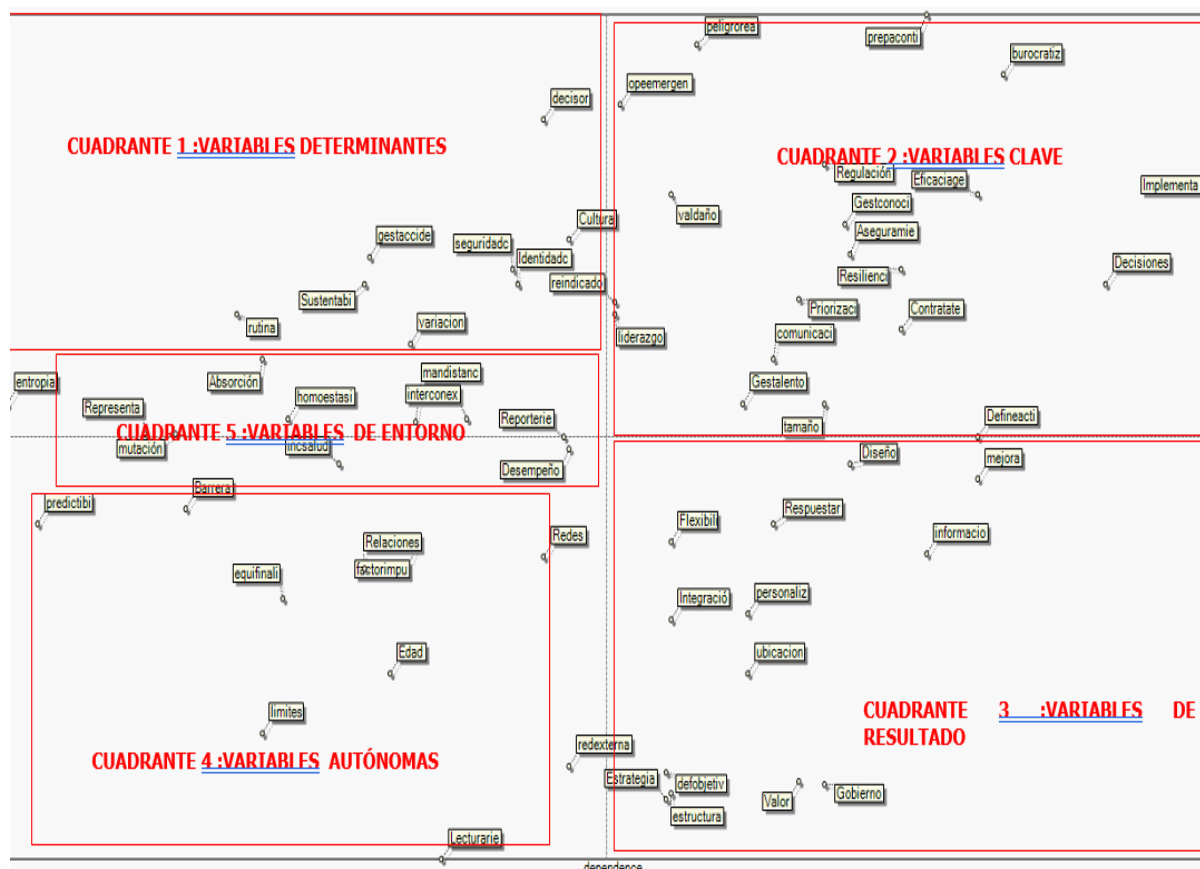 peligrorea
prepaconti
burocratiz
opeemergen
decisor
CUADRANTE 1 :VARIABLES DETERMINANTES
CUADRANTE 2 :VARIABLES CLAVE
Regulación
Eficaciage
Implementa
valdaño
Gestconoci
Cultura
gestaccide
seguridadc
Aseguramie
Identidadc
Decisiones
Resilienci
reindicado
Sustentabi
Priorizaci
Contratate
rutina
variacion
comunicaci
liderazgo
mandistanc
entropia
Absorción
Gestalento
homoestasi
interconex
Representa
Reporterie
Defineacti
tamaño
CUADRANTE 5 :VARIABLES DE ENTORNO
mutación
incsalud
Diseño
mejora
Desempeño
Barrera
predictibi
Respuestar
Flexibili
Redes
informacio
Relaciones
factorimpu
equifinali
Integració
personaliz
Edad
ubicacion
limites
CUADRANTE 3 :VARIABLES DE
RESULTADO
redexterna
CUADRANTE 4 :VARIABLES AUTÓNOMAS
Estrategia
defobjetiv
Valor
Gobierno
estructura
Lecturarie
dependence